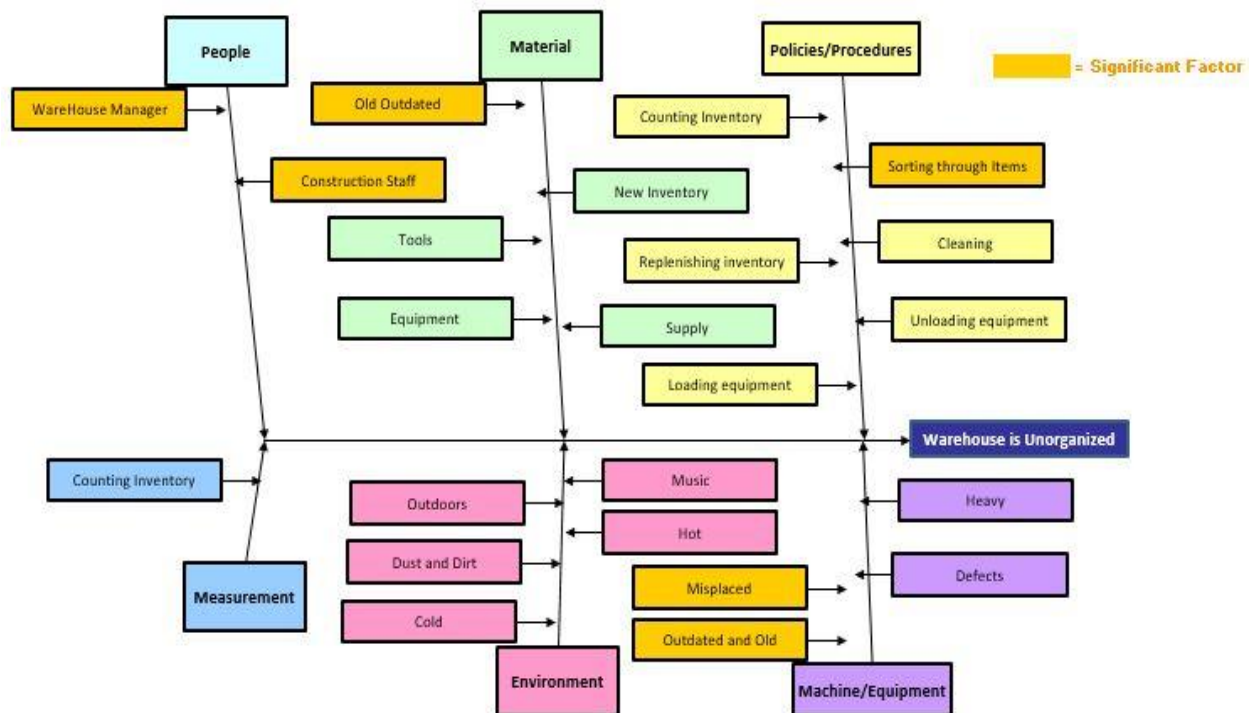 People
Material
Policies/Procedures
= Significant Factor
WareHouse Manager
Old Outdated
Counting Inventory
Construction Staff
New Inventory
Sorting through Items
Tools
Replenishing inventory
Cleaning
Equipment
Supply
Unloading equipment
Loading equipment
Warehouse is Unorganized
Counting Inventory
Music
Outdoors
Heavy
Hot
Dust and Dirt
Misplaced
Defects
Measurement
Cold
Outdated and Old
Environment
Machine/Equipment